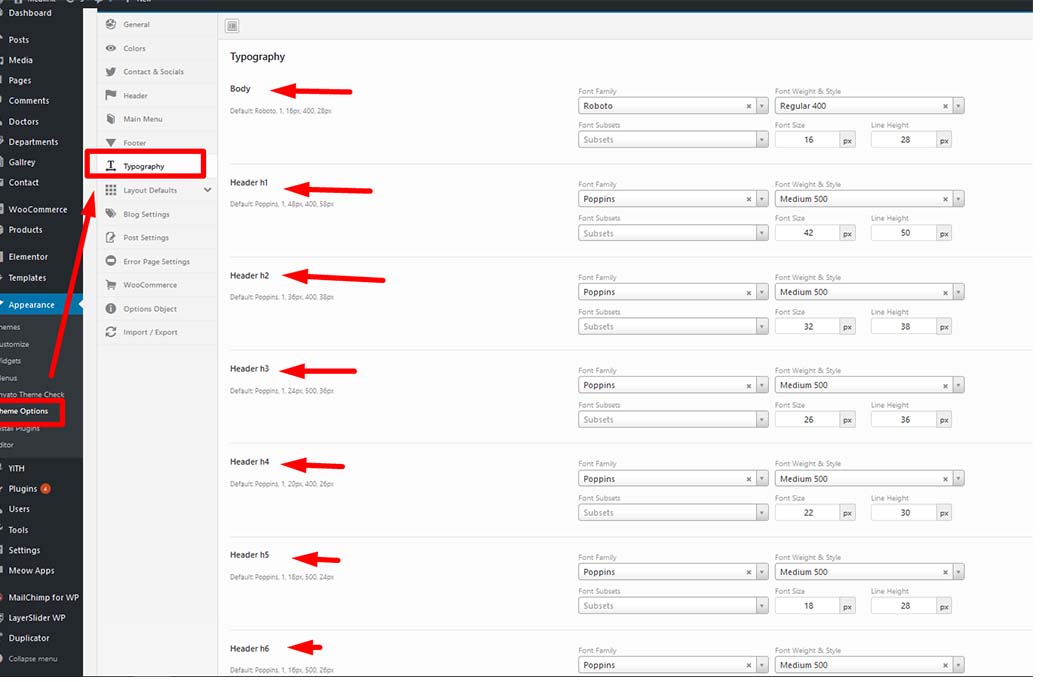 Dashboard
Posts
Media
Pages
Comments
Doctors
Departments
Gallrey
Contact
WooCommerce
Products
Elementor
Templates
Appearance
hemes
ustomize
idgets
enus
nvato Theme Check
heme Options
stall Plugins
ditor
YITH
Plugins 4
Users
Tools
Settings
Meow Apps
MailChimp for WP
LayerSlider WP
Duplicator
Collapse menu
General
Colors
Contact & Socials
Header
Main Menu
Footer
Typography
Layout Defaults
Blog Settings
Post Settings
Error Page Settings
WooCommerce
Options Object
Import / Export
Typography
Body
Default: Roboto, 1, 16px, 400, 28px
Font Family
Font Weight & Style
Roboto
Regular 400
Font Subsets
Font Size
Line Height
Subsets
16 px
28 px
Header h1
Default: Poppins, 1, 48px, 400, 58px
Font Family
Font Weight & Style
Poppins
Medium 500
Font Subsets
Font Size
Line Height
Subsets
42 px
50 px
Header h2
Default: Poppins, 1, 36px, 400, 38px
Font Family
Font Weight & Style
Poppins
Medium 500
Font Subsets
Font Size
Line Height
Subsets
32 px
38 px
Header h3
Default: Poppins, 1, 24px, 500, 36px
Font Family
Font Weight & Style
Poppins
Medium 500
Font Subsets
Font Size
Line Height
Subsets
26 px
36 px
Header h4
Default: Poppins, 1, 20px, 400, 26px
Font Family
Font Weight & Style
Poppins
Medium 500
Font Subsets
Font Size
Line Height
Subsets
22 px
30 px
Header h5
Default: Poppins, 1, 18px, 500, 24px
Font Family
Font Weight & Style
Poppins
Medium 500
Font Subsets
Font Size
Line Height
Subsets
18 px
28 px
Header h6
Default: Poppins, 1, 16px, 500, 26px
Font Family
Font Weight & Style
Poppins
Medium 500